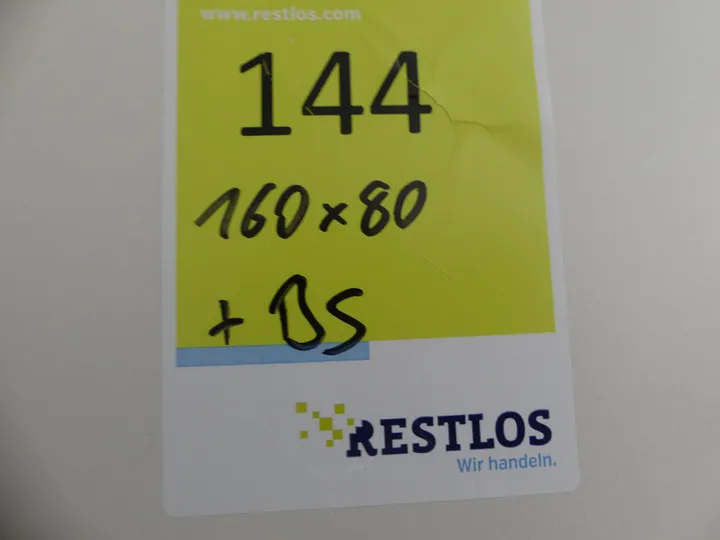 www.restlos.com
144
160 x 80
+ BS
RESTLOS
Wir handeln.